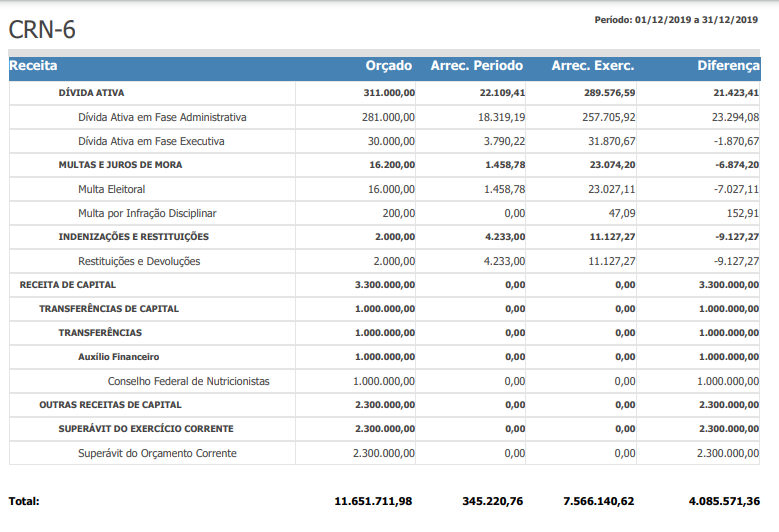 CRN-6
Período: 01/12/2019 a 31/12/2019
Receita Orçado Arrec. Periodo Arrec. Exerc. Diferença
DÍVIDA ATIVA 311.000,00 22.109,41 289.576,59 21.423,41
Dívida Ativa em Fase Administrativa 281.000,00 18.319,19 257.705,92 23.294,08
Dívida Ativa em Fase Executiva 30.000,00 3.790,22 31.870,67 -1.870,67
MULTAS E JUROS DE MORA 16.200,00 1.458,78 23.074,20 -6.874,20
Multa Eleitoral 16.000,00 1.458,78 23.027,11 -7.027,11
Multa por Infração Disciplinar 200,00 0,00 47,09 152,91
INDENIZAÇÕES E RESTITUIÇÕES 2.000,00 4.233,00 11.127,27 -9.127,27
Restituições e Devoluções 2.000,00 4.233,00 11.127,27 -9.127,27
RECEITA DE CAPITAL 3.300.000,00 0,00 0,00 3.300.000,00
TRANSFERÊNCIAS DE CAPITAL 1.000.000,00 0,00 0,00 1.000.000,00
TRANSFERÊNCIAS 1.000.000,00 0,00 0,00 1.000.000,00
Auxílio Financeiro 1.000.000,00 0,00 0,00 1.000.000,00
Conselho Federal de Nutricionistas 1.000.000,00 0,00 0,00 1.000.000,00
OUTRAS RECEITAS DE CAPITAL 2.300.000,00 0,00 0,00 2.300.000,00
SUPERÁVIT DO EXERCÍCIO CORRENTE 2.300.000,00 0,00 0,00 2.300.000,00
Superávit do Orçamento Corrente 2.300.000,00 0,00 0,00 2.300.000,00
Total: 11.651.711,98 345.220,76 7.566.140,62 4.085.571,36